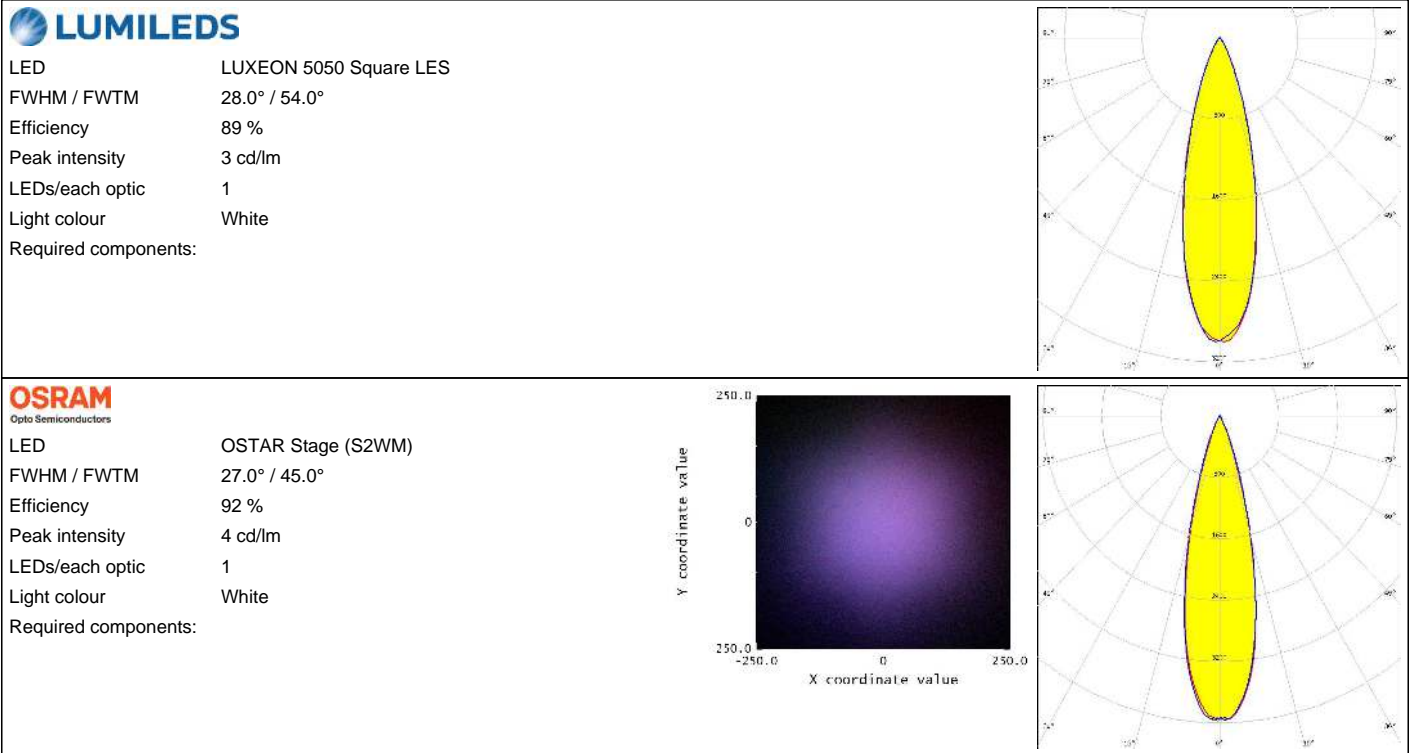 LUMILEDS
LED LUXEON 5050 Square LES
FWHM / FWTM 28.0° / 54.0°
Efficiency 89 %
Peak intensity 3 cd/lm
LEDs/each optic 1
Light colour White
Required components:
OSRAM
Opto Semiconductors
LED OSTAR Stage (S2WM)
FWHM / FWTM 27.0° / 45.0°
Efficiency 92 %
Peak intensity 4 cd/lm
LEDs/each optic 1
Light colour White
Required components:
250.0
Y coordinate value
0
250.0
-250.0 0 250.0
X coordinate value